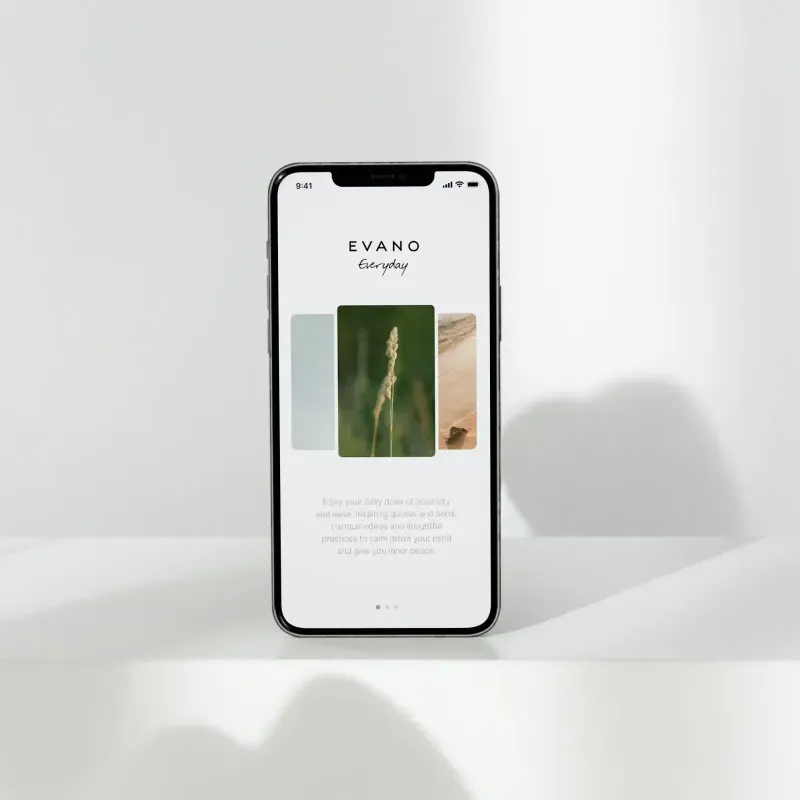 9:41
EVANO
Everyday
Enjoy your daily dose of positivity
and ease. Inspiring quotes and texts,
tranquil videos and insightful
practices to calm down your mind
and give you inner peace.